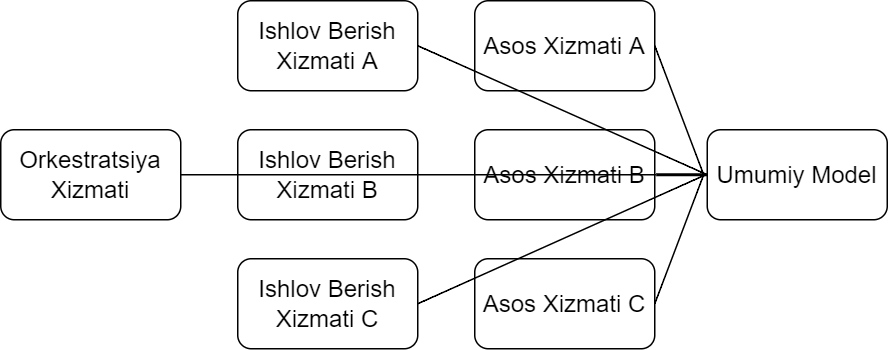 Ishlov Berish
Xizmati A
Asos Xizmati A
Orkestratsiya
Xizmati
Ishlov Berish
Xizmati B
Asos Xizmati B
Umumiy Model
Ishlov Berish
Xizmati C
Asos Xizmati C